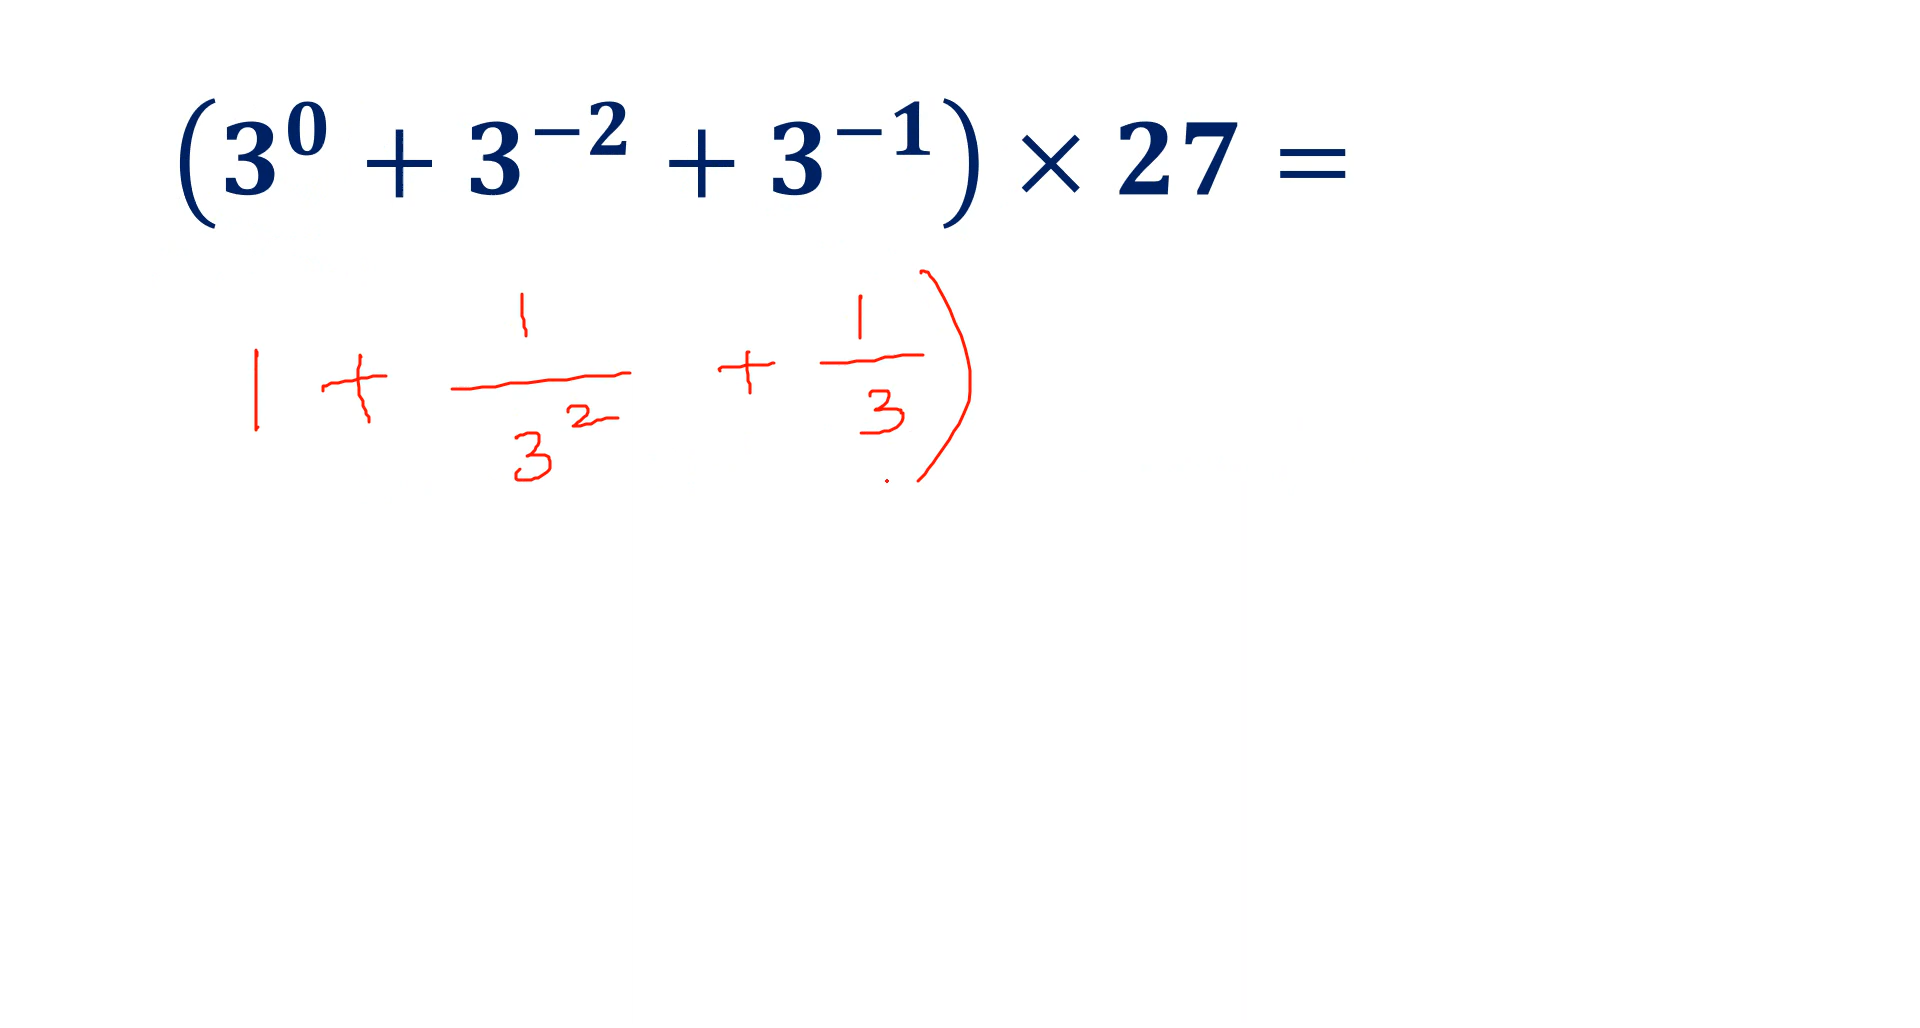 (3⁰ + 3⁻² + 3⁻¹) × 27 =
1 + 1/3² + 1/3)